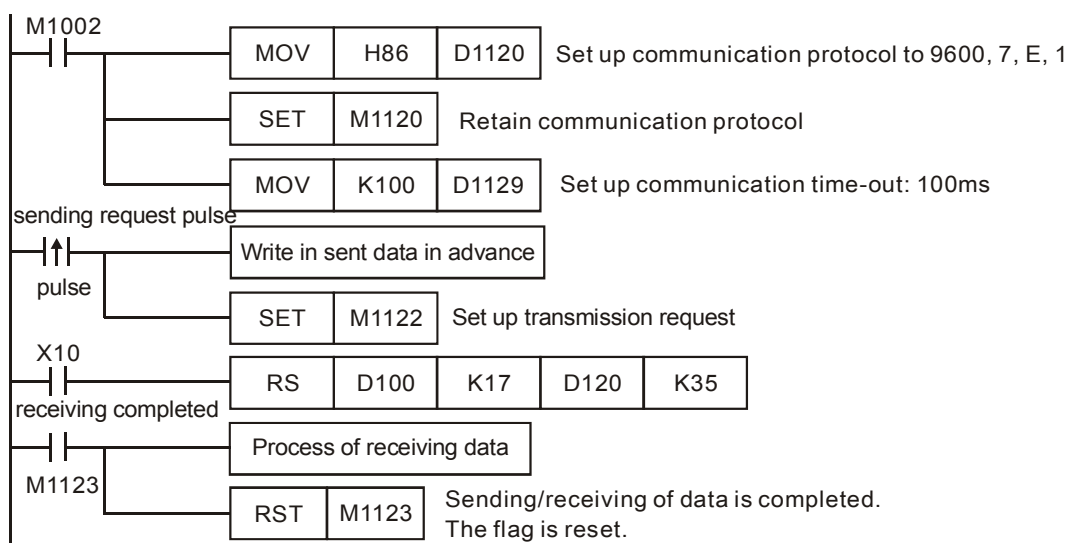 M1002
MOV H86 D1120 Set up communication protocol to 9600, 7, E, 1
SET M1120 Retain communication protocol
MOV K100 D1129 Set up communication time-out: 100ms
sending request pulse
Write in sent data in advance
pulse
SET M1122 Set up transmission request
X10
RS D100 K17 D120 K35
receiving completed
Process of receiving data
M1123
RST M1123 Sending/receiving of data is completed.
The flag is reset.